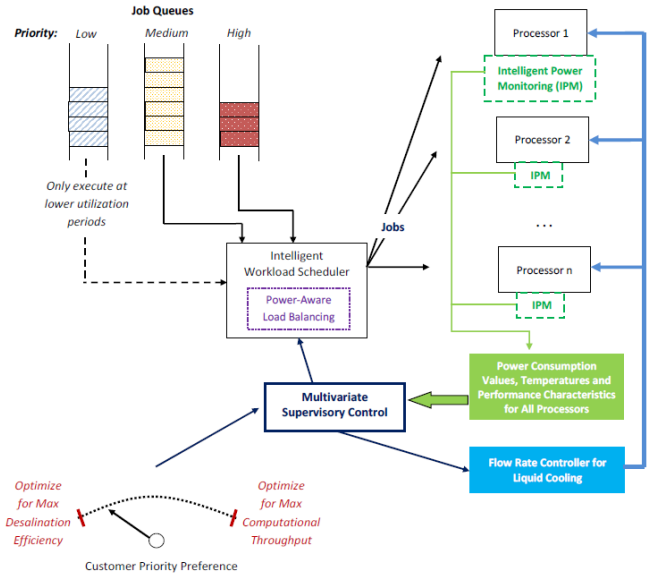 Job Queues
Priority: Low Medium High
Only execute at
lower utilization
periods
Processor 1
Intelligent Power
Monitoring (IPM)
Processor 2
IPM
...
Processor n
IPM
Jobs
Intelligent
Workload Scheduler
Power-Aware
Load Balancing
Power Consumption
Values, Temperatures and
Performance Characteristics
for All Processors
Multivariate
Supervisory Control
Flow Rate Controller for
Liquid Cooling
Optimize
for Max
Desalination
Efficiency
Optimize
for Max
Computational
Throughput
Customer Priority Preference